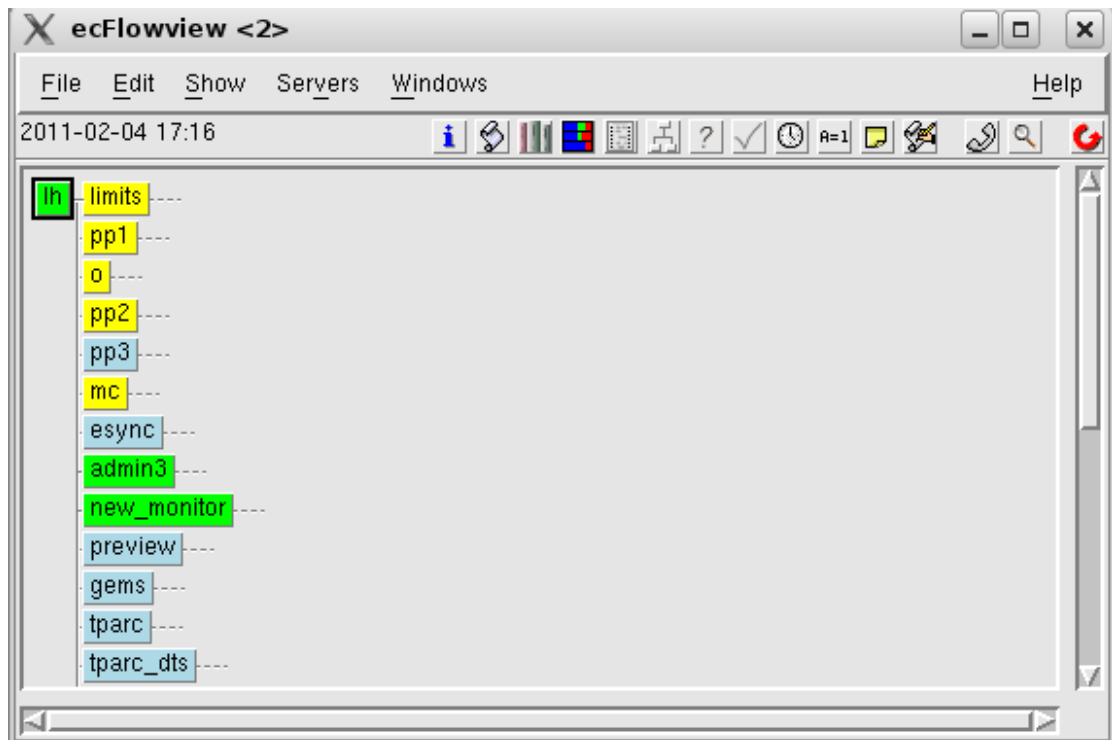 X ecFlowview <2>
File Edit Show Servers Windows Help
2011-02-04 17:16 i ? A=1
lh limits
pp1
o
pp2
pp3
mc
esync
admin3
new_monitor
preview
gems
tparc
tparc_dts